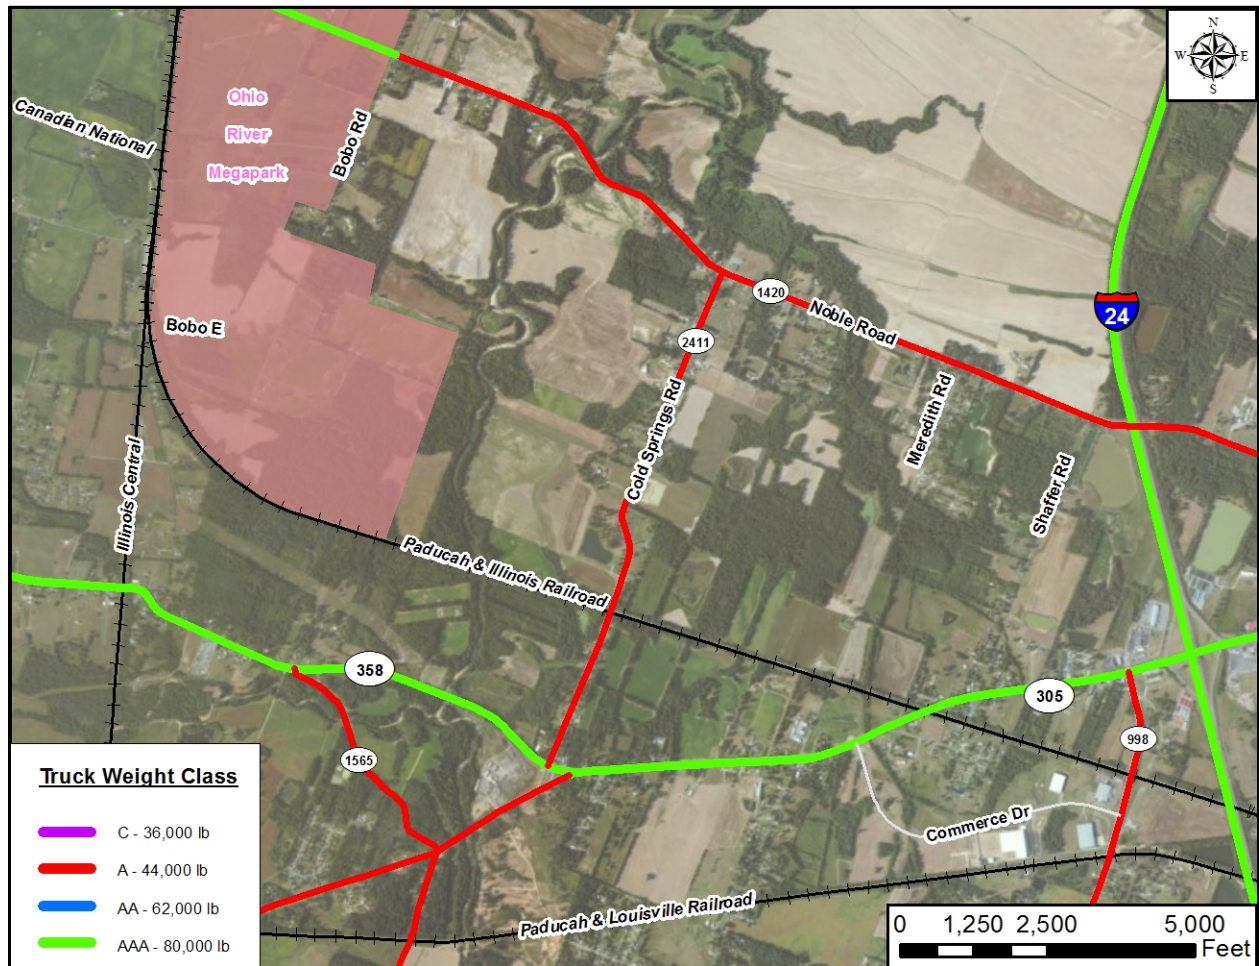 N
W E
S
Canadian National
Ohio
River
Megapark
Bobo Rd
Bobo E
1420
Noble Road
24
2411
Cold Springs Rd
Meredith Rd
Shaffer Rd
Illinois Central
Paducah & Illinois Railroad
358
305
1565
998
Commerce Dr
Paducah & Louisville Railroad
Truck Weight Class
C - 36,000 lb
A - 44,000 lb
AA - 62,000 lb
AAA - 80,000 lb
0 1,250 2,500 5,000
Feet